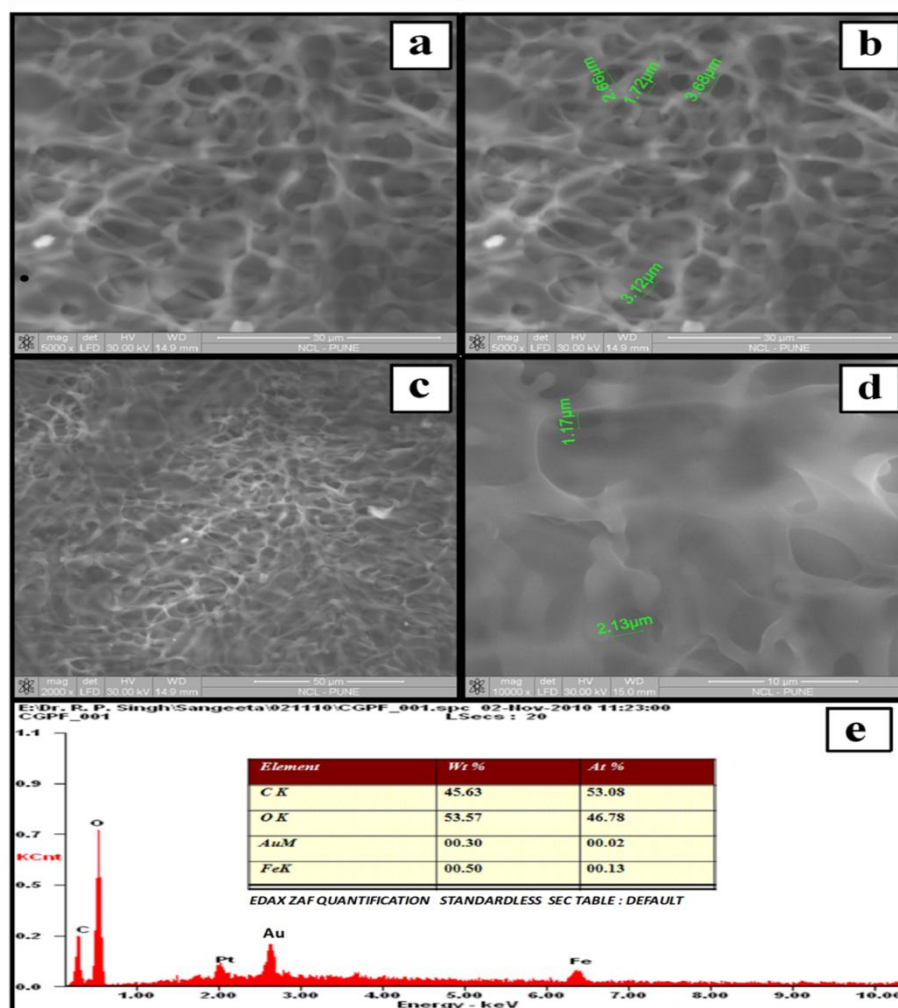 a
b
2.66µm
1.72µm
3.68µm
3.12µm
mag det HV WD 30 µm
5000 x LFD 30.00 kV 14.9 mm NCL - PUNE
mag det HV WD 30 µm
5000 x LFD 30.00 kV 14.9 mm NCL - PUNE
c
d
1.17µm
2.13µm
mag det HV WD 50 µm
2000 x LFD 30.00 kV 14.9 mm NCL - PUNE
mag det HV WD 10 µm
10000 x LFD 30.00 kV 15.0 mm NCL - PUNE
E:\Dr. R. P. Singh\Sangeeta\021110\CGPF_001.spc 02-Nov-2010 11:23:00
CGPF_001 LSecs : 20
e
1.1
0.9
0.7
KCnt
0.5
0.2
0.0
Element Wt % At %
C K 45.63 53.08
O K 53.57 46.78
AuM 00.30 00.02
FeK 00.50 00.13
EDAX ZAF QUANTIFICATION STANDARDLESS SEC TABLE : DEFAULT
C
O
Pt
Au
Fe
1.00 2.00 3.00 4.00 5.00 6.00 7.00 8.00 9.00 10.00
Energy - keV